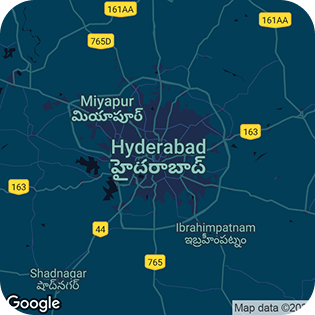 161AA
161AA
765D
Miyapur
మియాపూర్
163
Hyderabad
హైదరాబాద్
163
44
Ibrahimpatnam
ఇబ్రహీంపట్నం
765
Shadnagar
షాద్‌నగర్
Google
Map data ©20